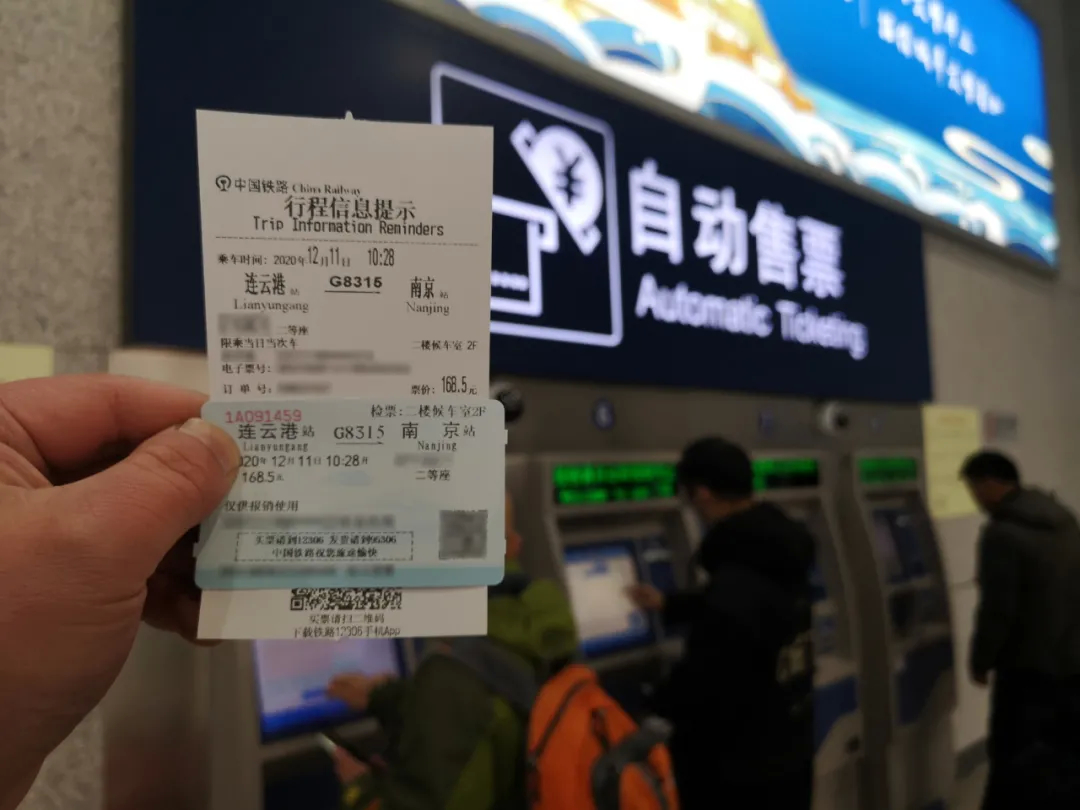 自动售票
Automatic Ticketing
中国铁路 China Railway
行程信息提示
Trip Information Reminders
乘车时间：2020年12月11日 10:28
连云港 站 G8315 南京 站
Lianyungang Nanjing
二等座
限乘当日当次车 二楼候车室 2F
电子票号：
订 单 号： 票价：168.5元
1A091459 检票:二楼候车室2F
连云港站 G8315 南 京站
Lianyungang Nanjing
020年12月11日10:28开
168.5元 二等座
仅供报销使用
买票请到12306 发货请到95306
中国铁路祝您旅途愉快
买票请扫二维码
下载铁路12306手机App